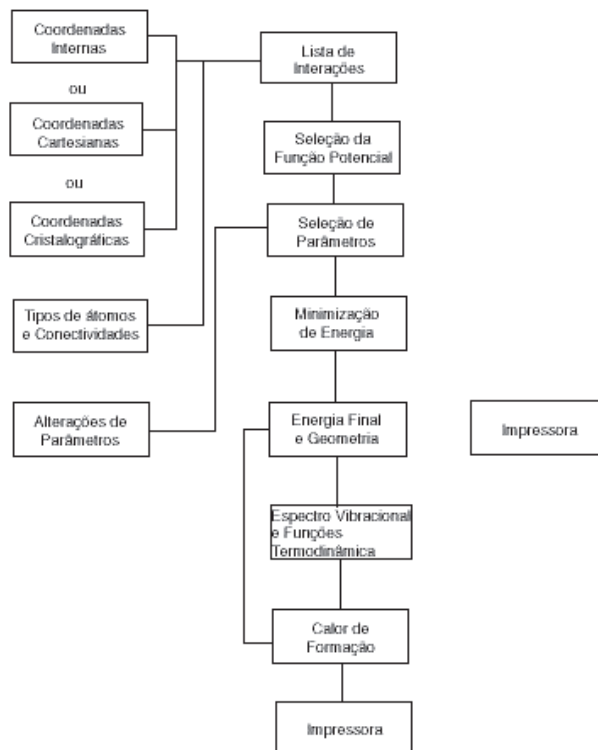 Coordenadas
Internas
ou
Coordenadas
Cartesianas
ou
Coordenadas
Cristalográficas
Tipos de átomos
e Conectividades
Alterações de
Parâmetros
Lista de
Interações
Seleção da
Função Potencial
Seleção de
Parâmetros
Minimização
de Energia
Energia Final
e Geometria
Espectro Vibracional
e Funções
Termodinâmica
Calor de
Formação
Impressora
Impressora